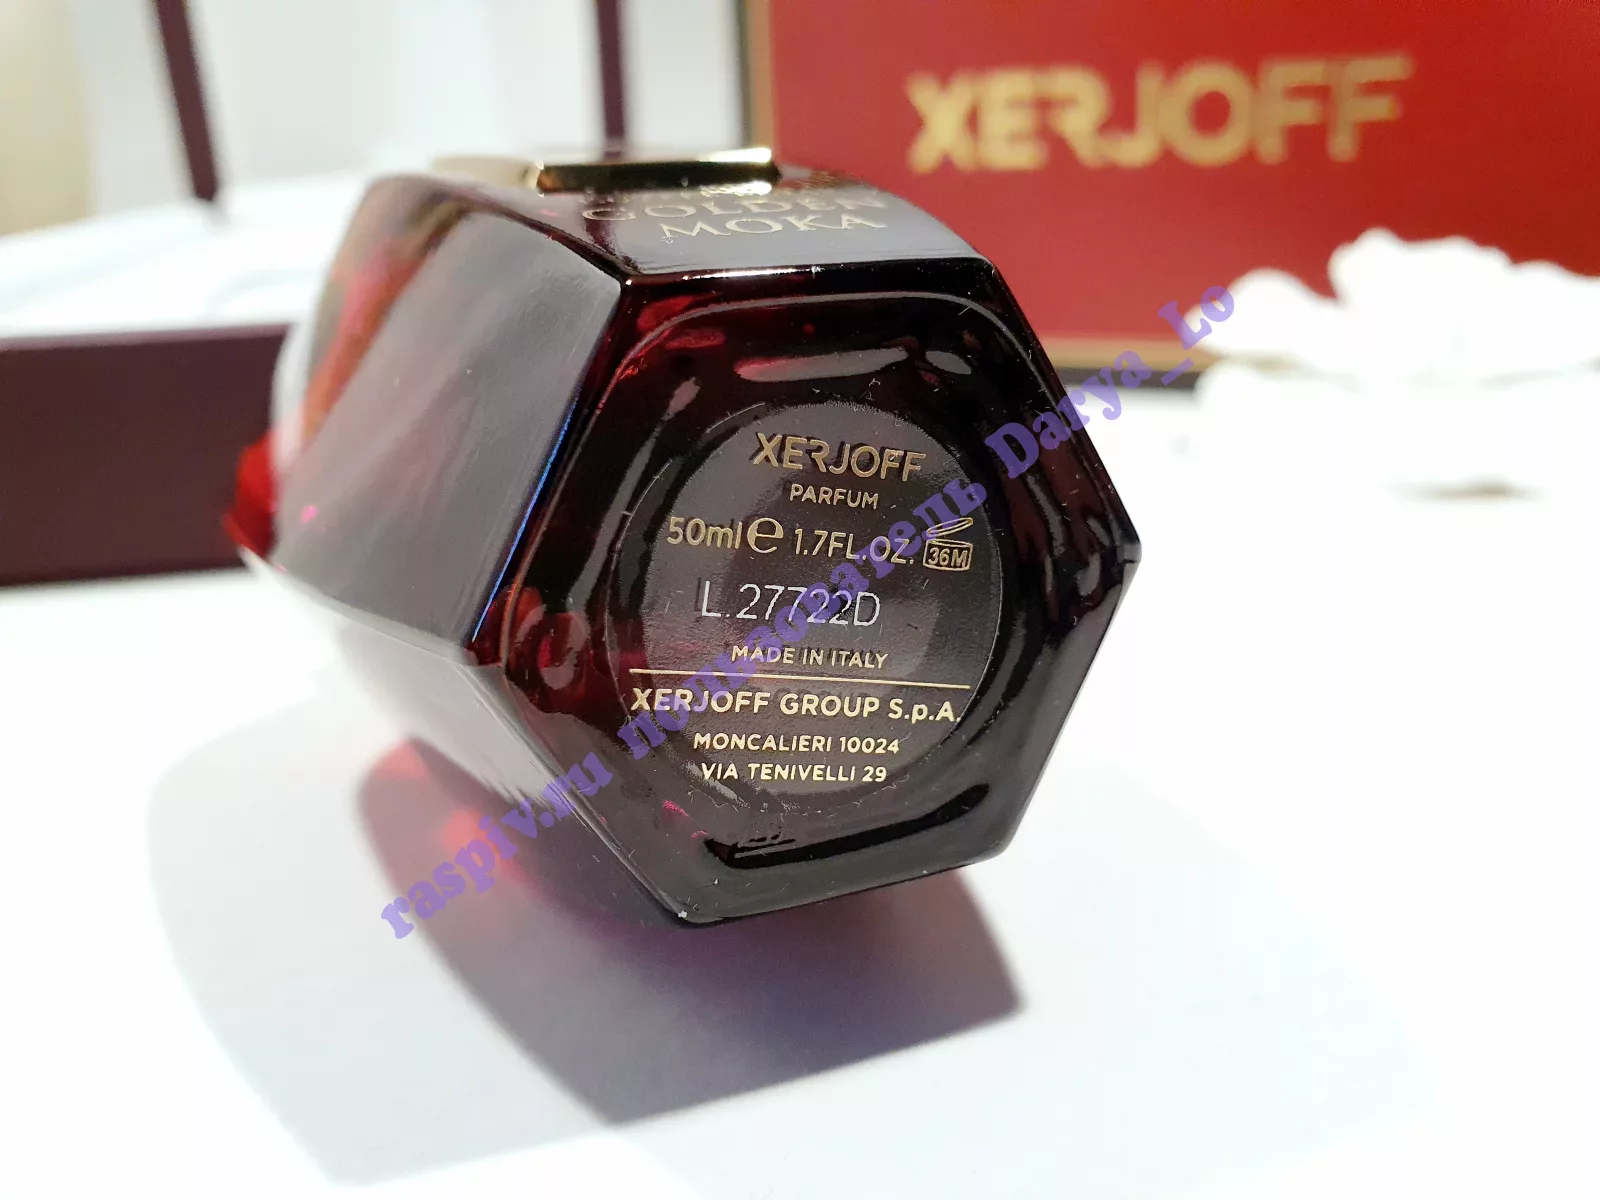 XERJOFF
GOLDEN
MOKA
XERJOFF
PARFUM
50ml e 1.7FL.OZ. 36M
L.27722D
MADE IN ITALY
XERJOFF GROUP S.p.A.
MONCALIERI 10024
VIA TENIVELLI 29
raspiv.ru пользователь Darya_Lo